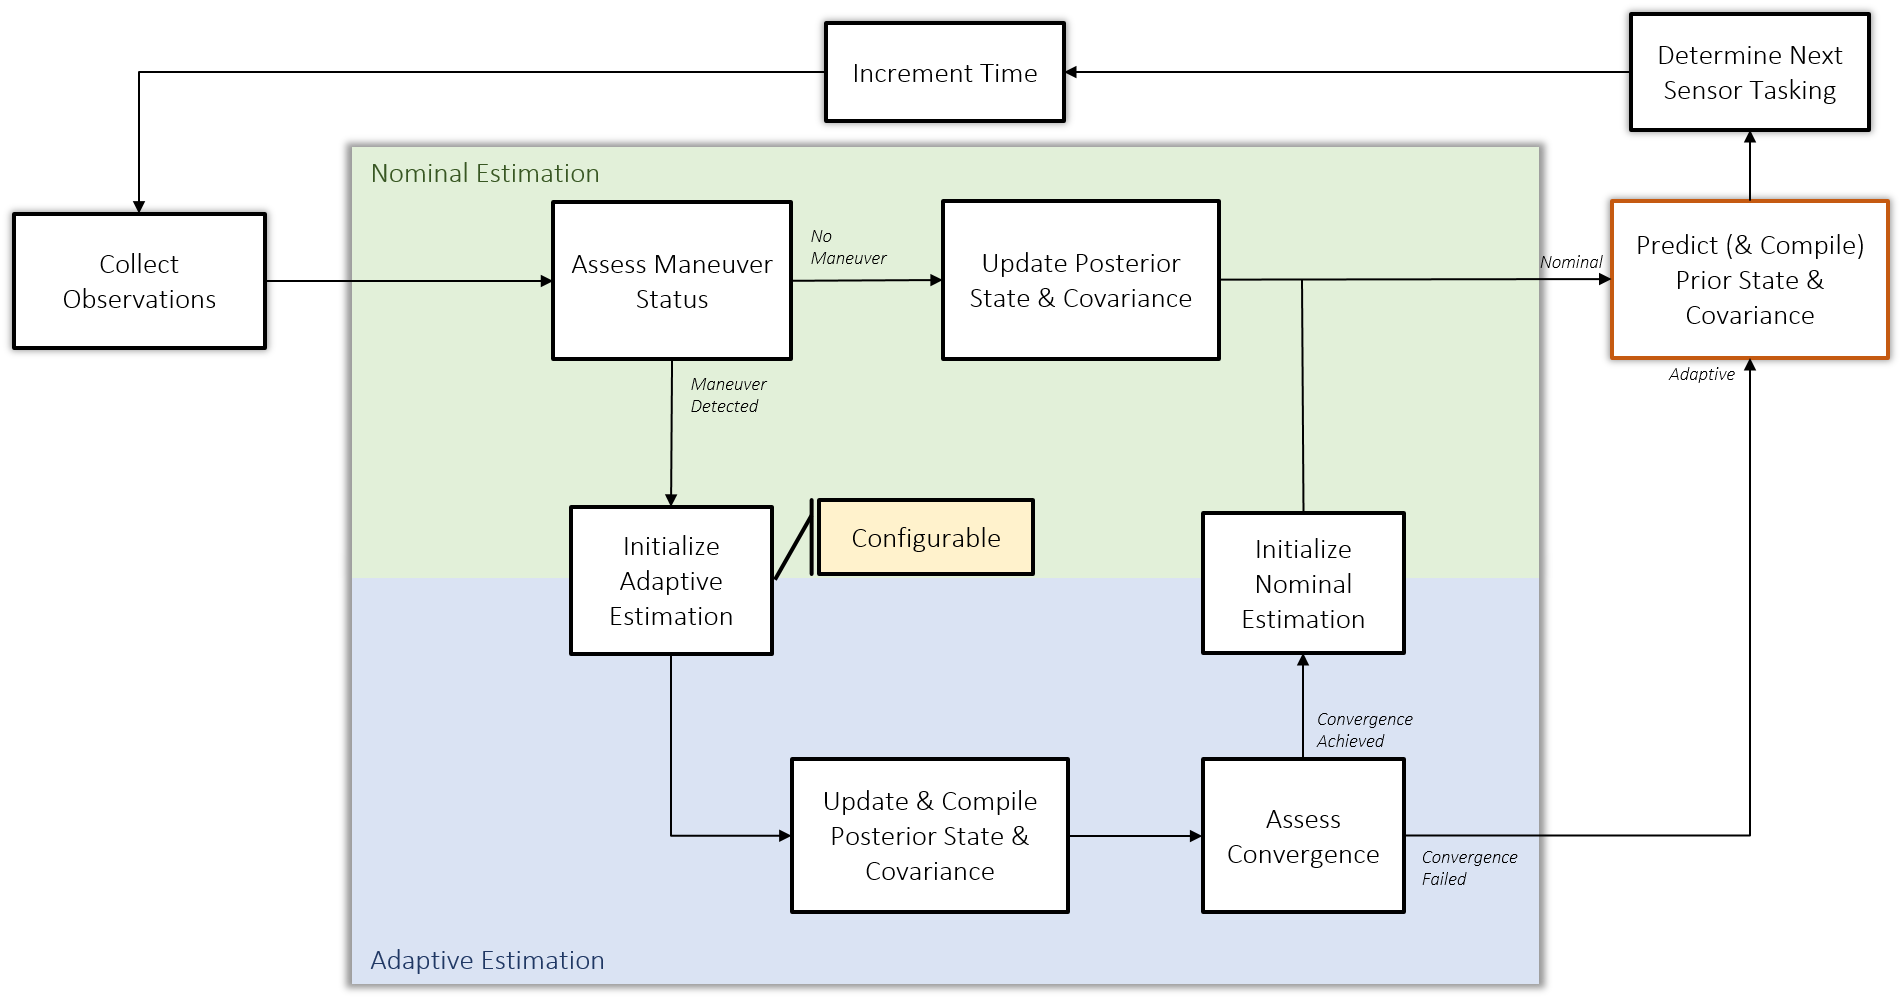 Increment Time
Determine Next
Sensor Tasking
Nominal Estimation
Collect
Observations
Assess Maneuver
Status
No
Maneuver
Update Posterior
State & Covariance
Nominal
Predict (& Compile)
Prior State &
Covariance
Maneuver
Detected
Adaptive
Initialize
Adaptive
Estimation
Configurable
Initialize
Nominal
Estimation
Convergence
Achieved
Update & Compile
Posterior State &
Covariance
Assess
Convergence
Convergence
Failed
Adaptive Estimation